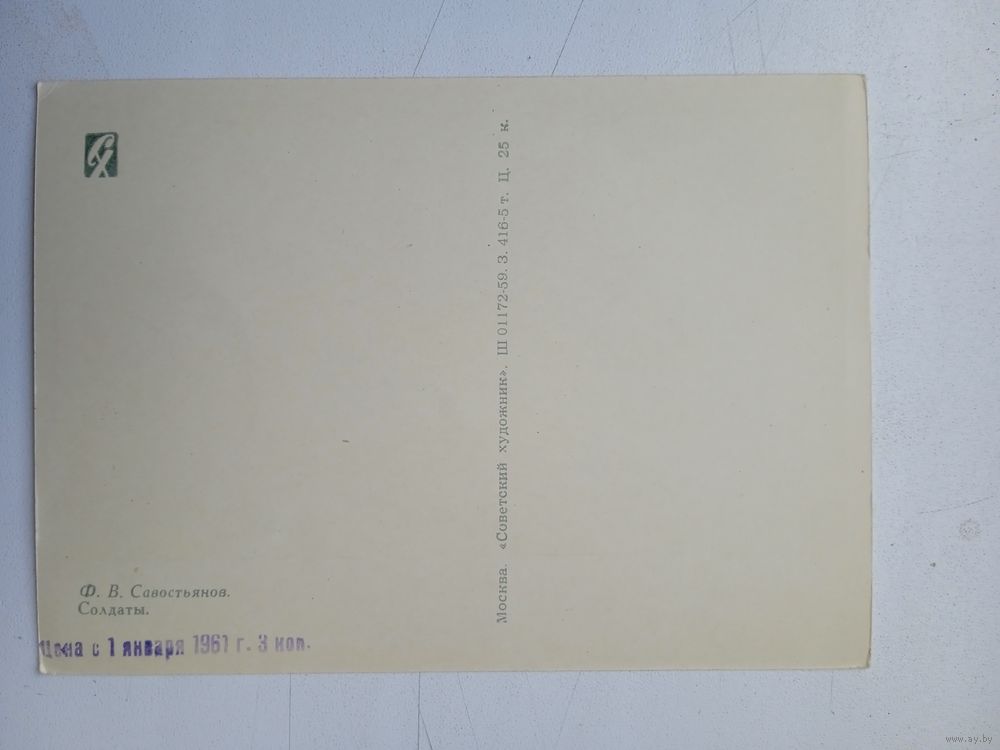 СХ
Ф. В. Савостьянов.
Солдаты.
Цена с 1 января 1961 г. 3 коп.
Москва. «Советский художник». Ш 01172-59. З. 416-5 т. Ц. 25 к.
www.ay.by